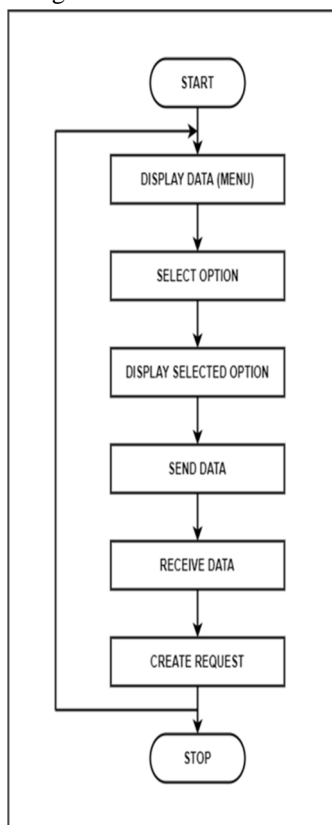 START
DISPLAY DATA (MENU)
SELECT OPTION
DISPLAY SELECTED OPTION
SEND DATA
RECEIVE DATA
CREATE REQUEST
STOP